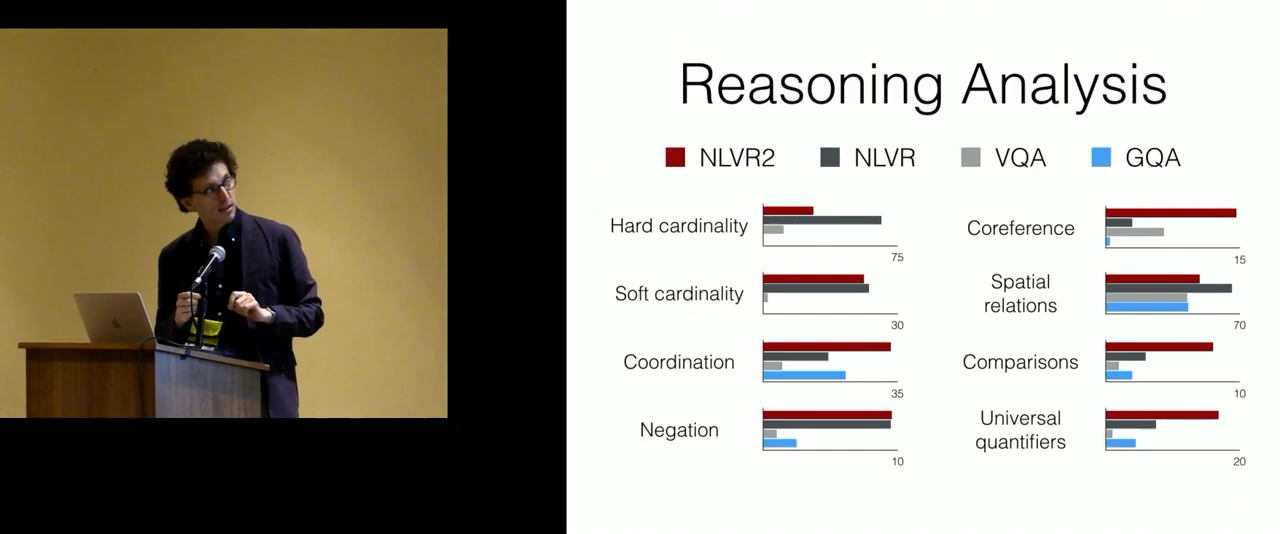 Reasoning Analysis
NLVR2 NLVR VQA GQA
Hard cardinality
75
Soft cardinality
30
Coordination
35
Negation
10
Coreference
15
Spatial
relations
70
Comparisons
10
Universal
quantifiers
20